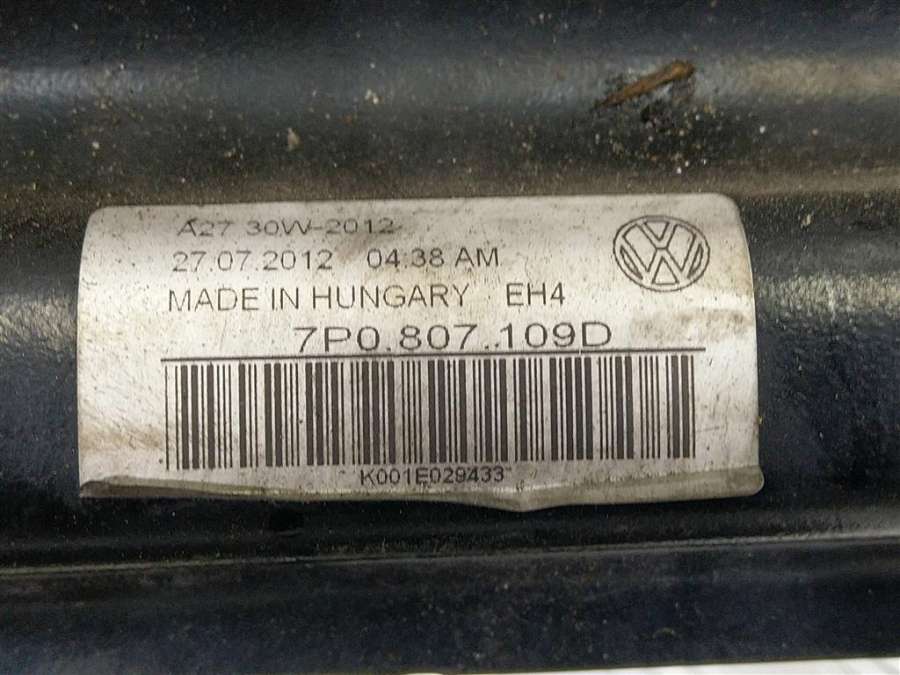 A27 30W-2012
27.07.2012 04:38 AM
MADE IN HUNGARY EH4
7P0.807.109D
K001E029433